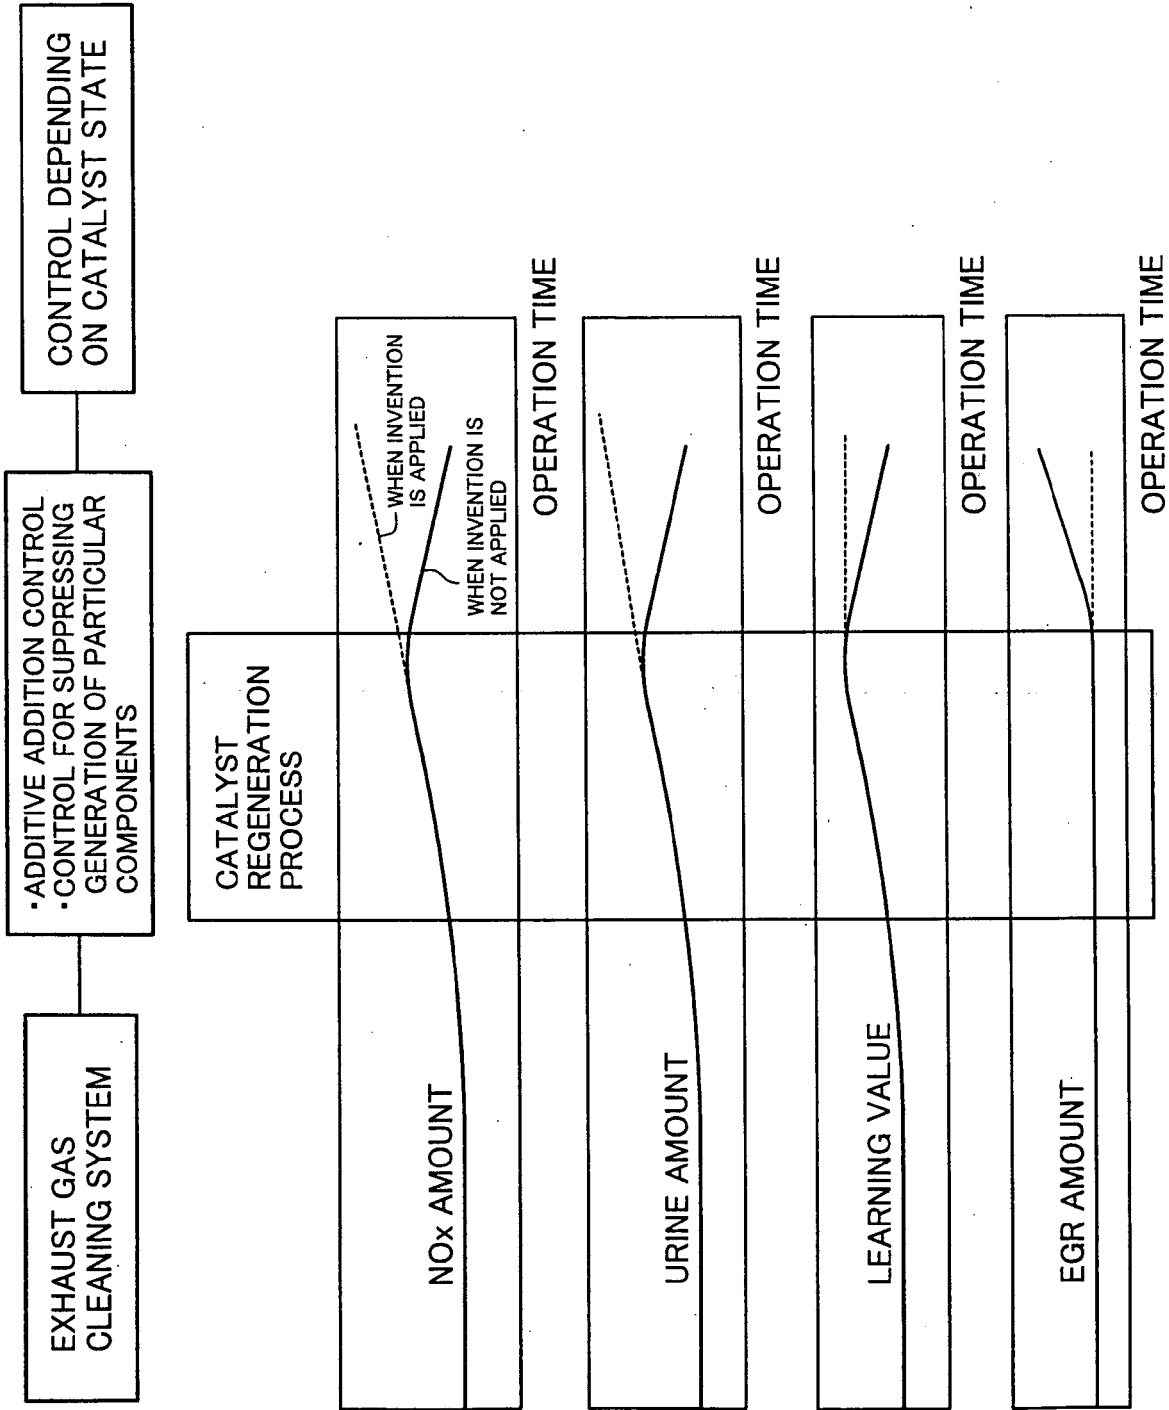 EXHAUST GAS
CLEANING SYSTEM
・ADDITIVE ADDITION CONTROL
・CONTROL FOR SUPPRESSING
GENERATION OF PARTICULAR
COMPONENTS
CONTROL DEPENDING
ON CATALYST STATE
CATALYST
REGENERATION
PROCESS
NOx AMOUNT
WHEN INVENTION
IS APPLIED
WHEN INVENTION IS
NOT APPLIED
OPERATION TIME
URINE AMOUNT
OPERATION TIME
LEARNING VALUE
OPERATION TIME
EGR AMOUNT
OPERATION TIME